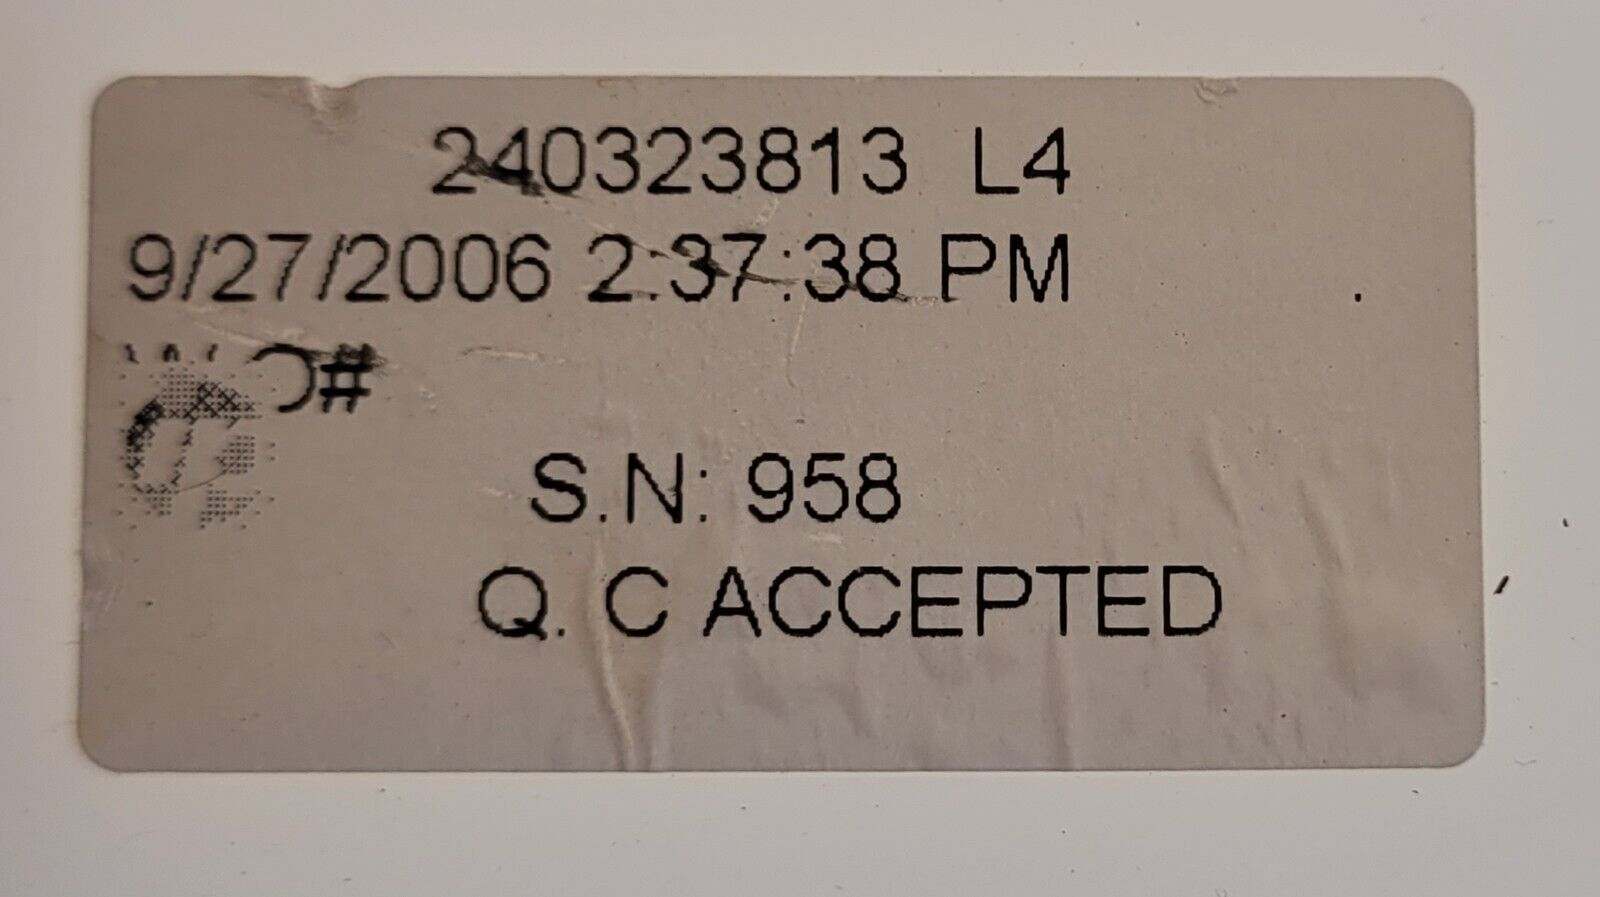 240323813 L4
9/27/2006 2:37:38 PM
S.N: 958
Q. C ACCEPTED